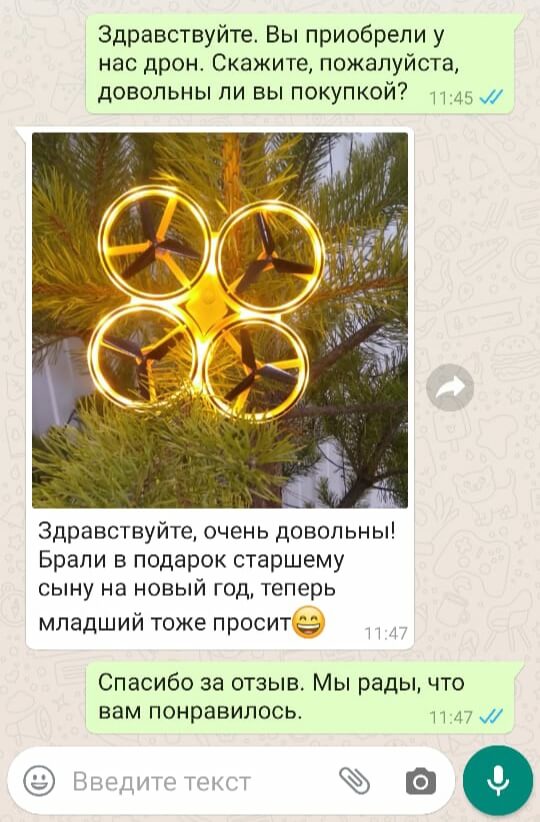 Здравствуйте. Вы приобрели у
нас дрон. Скажите, пожалуйста,
довольны ли вы покупкой? 11:45
Здравствуйте, очень довольны!
Брали в подарок старшему
сыну на новый год, теперь
младший тоже просит😄 11:47
Спасибо за отзыв. Мы рады, что
вам понравилось. 11:47
Введите текст